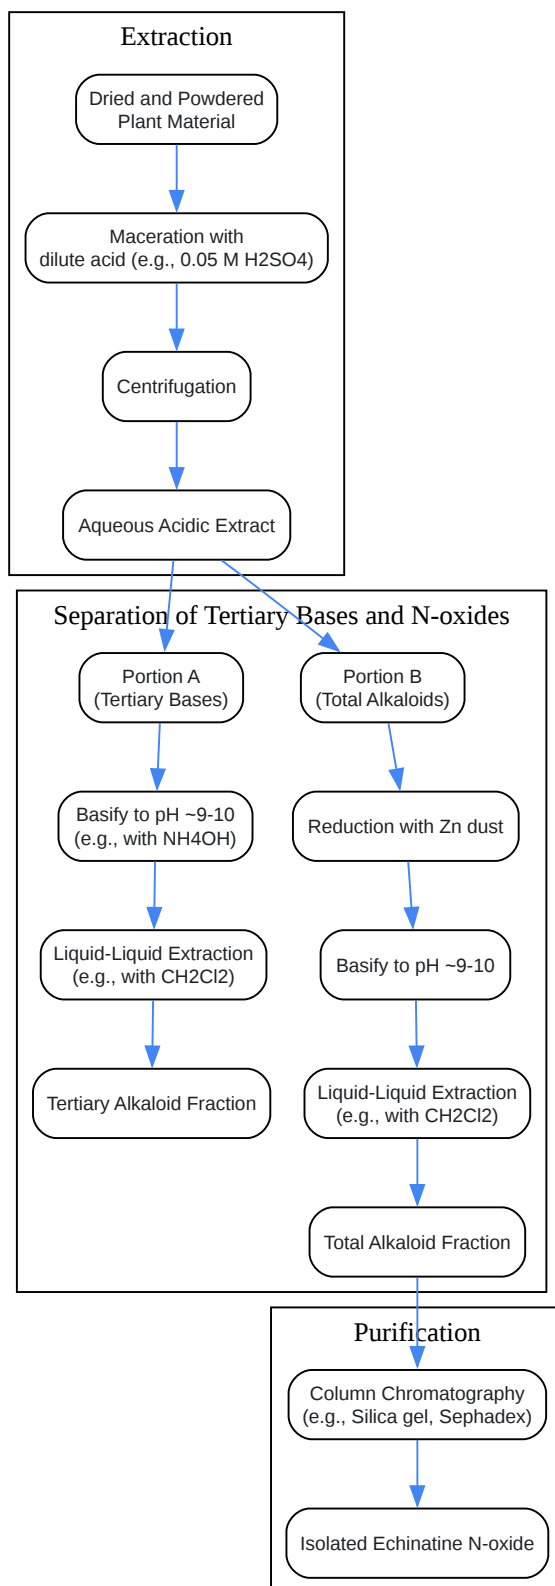 Extraction
Dried and Powdered
Plant Material
Maceration with
dilute acid (e.g., 0.05 M H2SO4)
Centrifugation
Aqueous Acidic Extract
Separation of Tertiary Bases and N-oxides
Portion A
(Tertiary Bases)
Portion B
(Total Alkaloids)
Basify to pH ~9-10
(e.g., with NH4OH)
Reduction with Zn dust
Liquid-Liquid Extraction
(e.g., with CH2Cl2)
Basify to pH ~9-10
Tertiary Alkaloid Fraction
Liquid-Liquid Extraction
(e.g., with CH2Cl2)
Total Alkaloid Fraction
Purification
Column Chromatography
(e.g., Silica gel, Sephadex)
Isolated Echinatine N-oxide